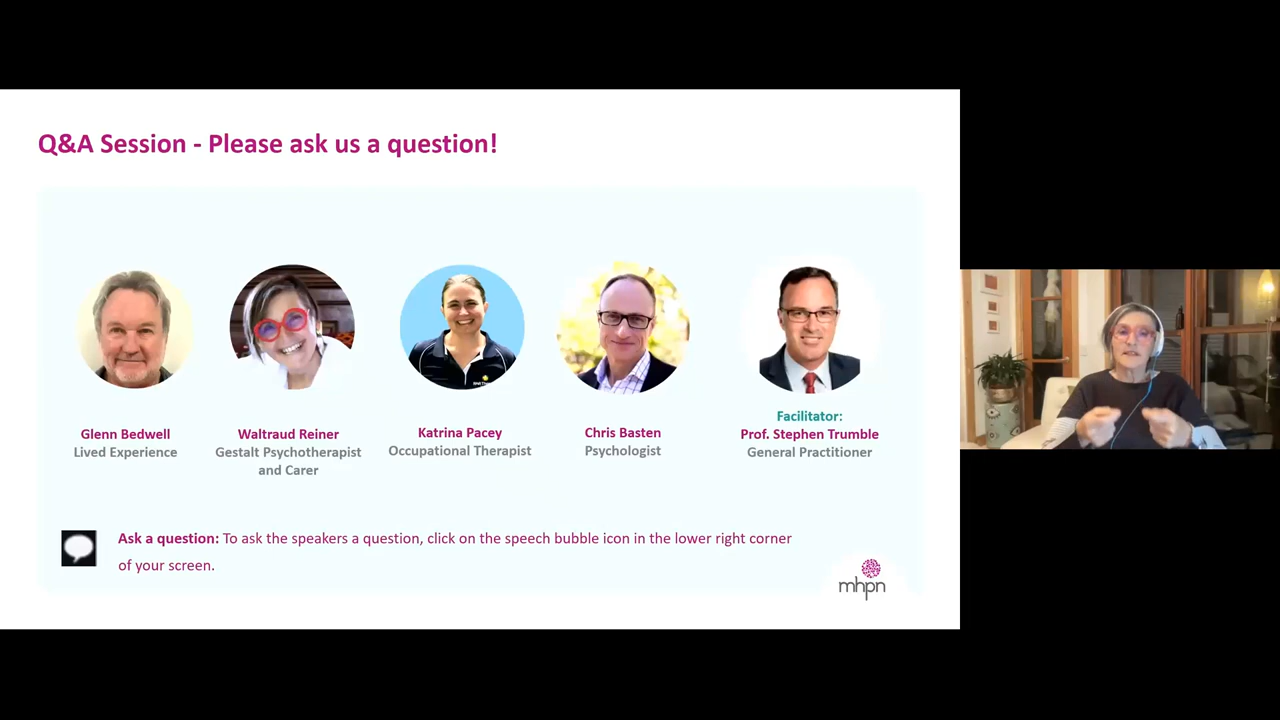 Q&A Session - Please ask us a question!
Glenn Bedwell
Lived Experience
Waltraud Reiner
Gestalt Psychotherapist
and Carer
Katrina Pacey
Occupational Therapist
Chris Basten
Psychologist
Facilitator:
Prof. Stephen Trumble
General Practitioner
Ask a question: To ask the speakers a question, click on the speech bubble icon in the lower right corner
of your screen.
mhpn